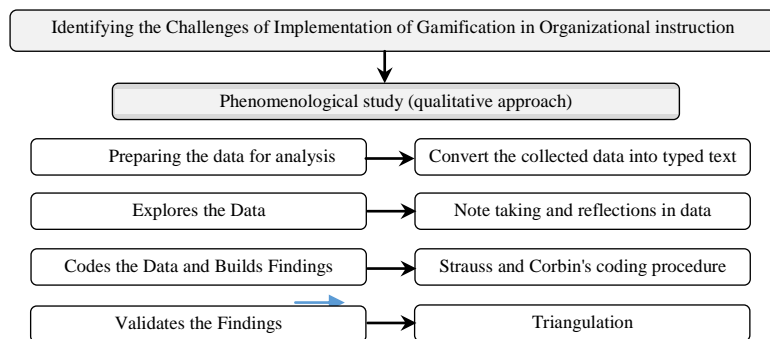 Identifying the Challenges of Implementation of Gamification in Organizational instruction
Phenomenological study (qualitative approach)
Preparing the data for analysis
Convert the collected data into typed text
Explores the Data
Note taking and reflections in data
Codes the Data and Builds Findings
Strauss and Corbin's coding procedure
Validates the Findings
Triangulation